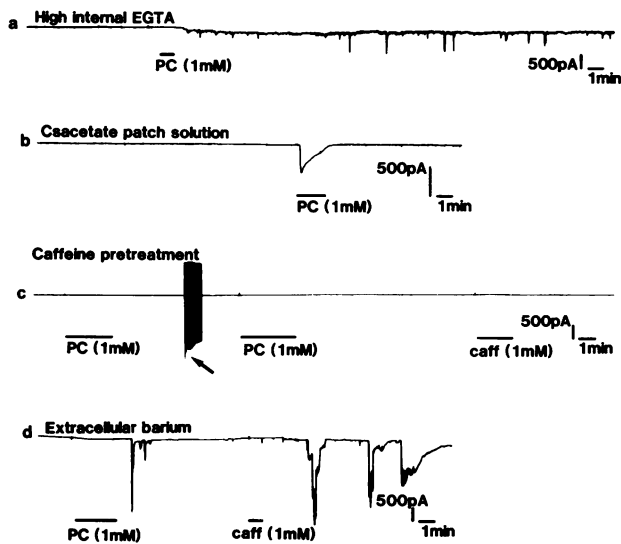 a High internal EGTA
PC (1mM)
500pA
1min
b Csacetate patch solution
500pA
PC (1mM)
1min
Caffeine pretreatment
c
500pA
PC (1mM)
PC (1mM)
caff (1mM)
1min
d Extracellular barium
500pA
PC (1mM)
caff (1mM)
1min